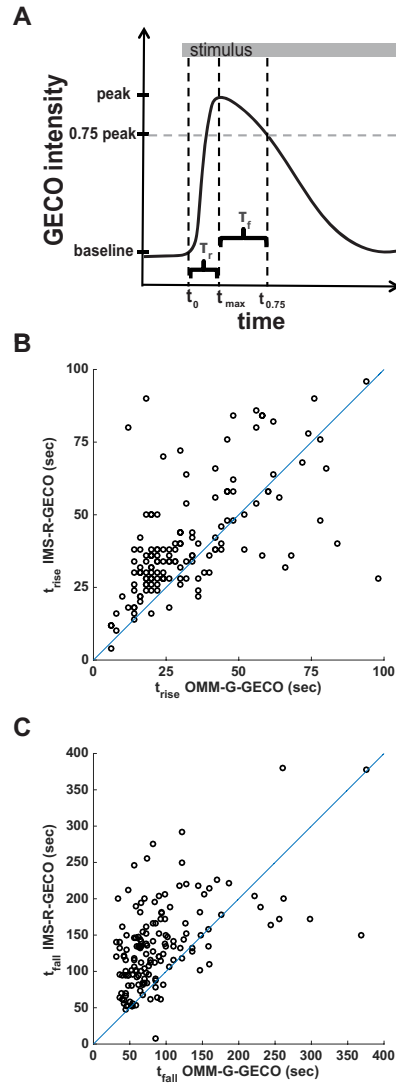 A
stimulus
GECO intensity
peak
0.75 peak
baseline
T_f
T_r
t_0 t_max t_0.75
time
B
t_rise IMS-R-GECO (sec)
100
75
50
30
0
0 25 50 75 100
t_rise OMM-G-GECO (sec)
C
t_fall IMS-R-GECO (sec)
400
350
300
250
200
150
100
50
0
0 50 100 150 200 250 300 350 400
t_fall OMM-G-GECO (sec)